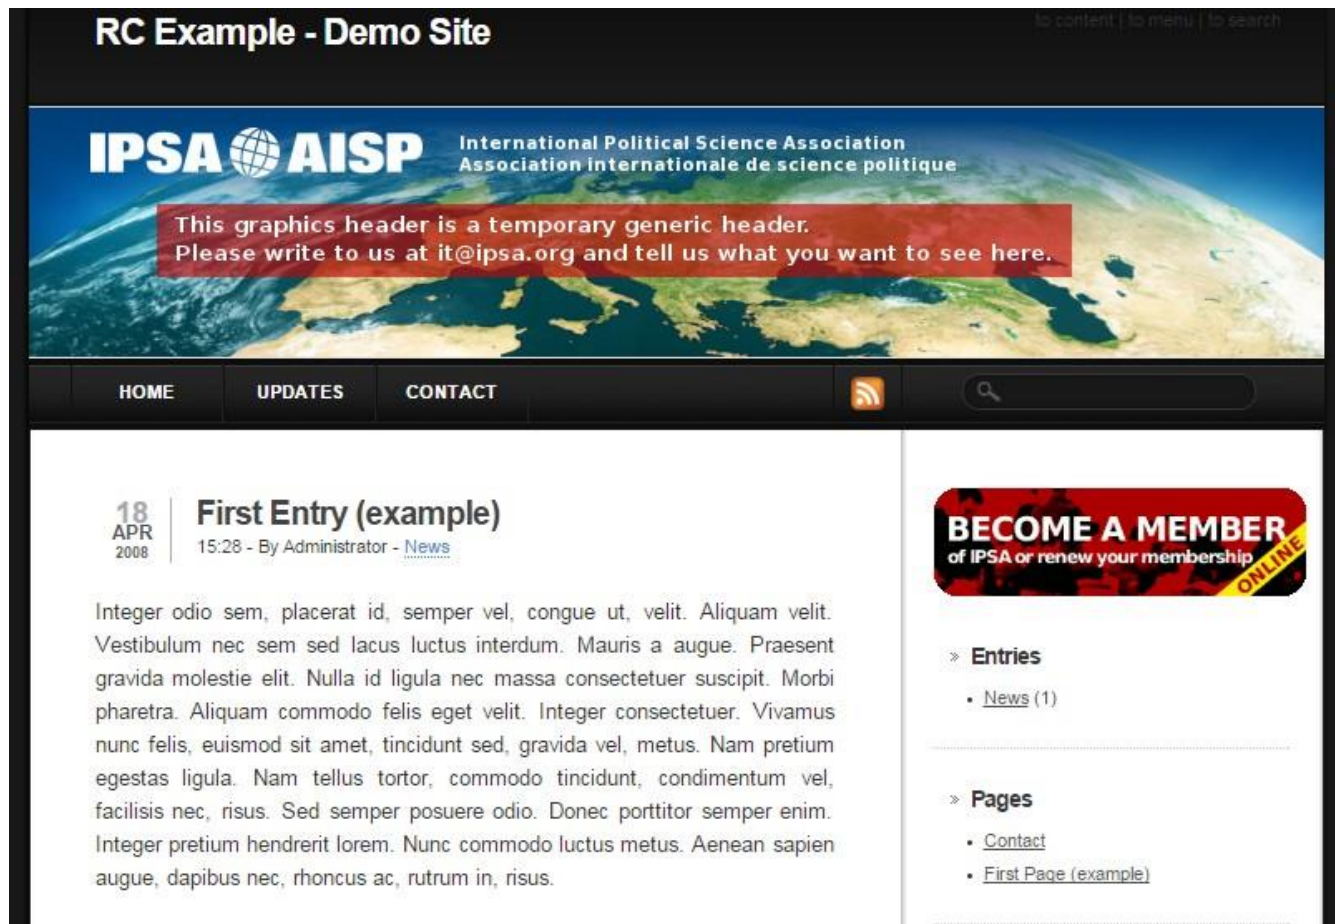 RC Example - Demo Site
to content | to menu | to search
IPSA AISP
International Political Science Association
Association internationale de science politique
This graphics header is a temporary generic header.
Please write to us at it@ipsa.org and tell us what you want to see here.
HOME UPDATES CONTACT
18
APR
2008
First Entry (example)
15:28 - By Administrator - News
Integer odio sem, placerat id, semper vel, congue ut, velit. Aliquam velit.
Vestibulum nec sem sed lacus luctus interdum. Mauris a augue. Praesent
gravida molestie elit. Nulla id ligula nec massa consectetuer suscipit. Morbi
pharetra. Aliquam commodo felis eget velit. Integer consectetuer. Vivamus
nunc felis, euismod sit amet, tincidunt sed, gravida vel, metus. Nam pretium
egestas ligula. Nam tellus tortor, commodo tincidunt, condimentum vel,
facilisis nec, risus. Sed semper posuere odio. Donec porttitor semper enim.
Integer pretium hendrerit lorem. Nunc commodo luctus metus. Aenean sapien
augue, dapibus nec, rhoncus ac, rutrum in, risus.
BECOME A MEMBER
of IPSA or renew your membership
ONLINE
» Entries
• News (1)
» Pages
• Contact
• First Page (example)